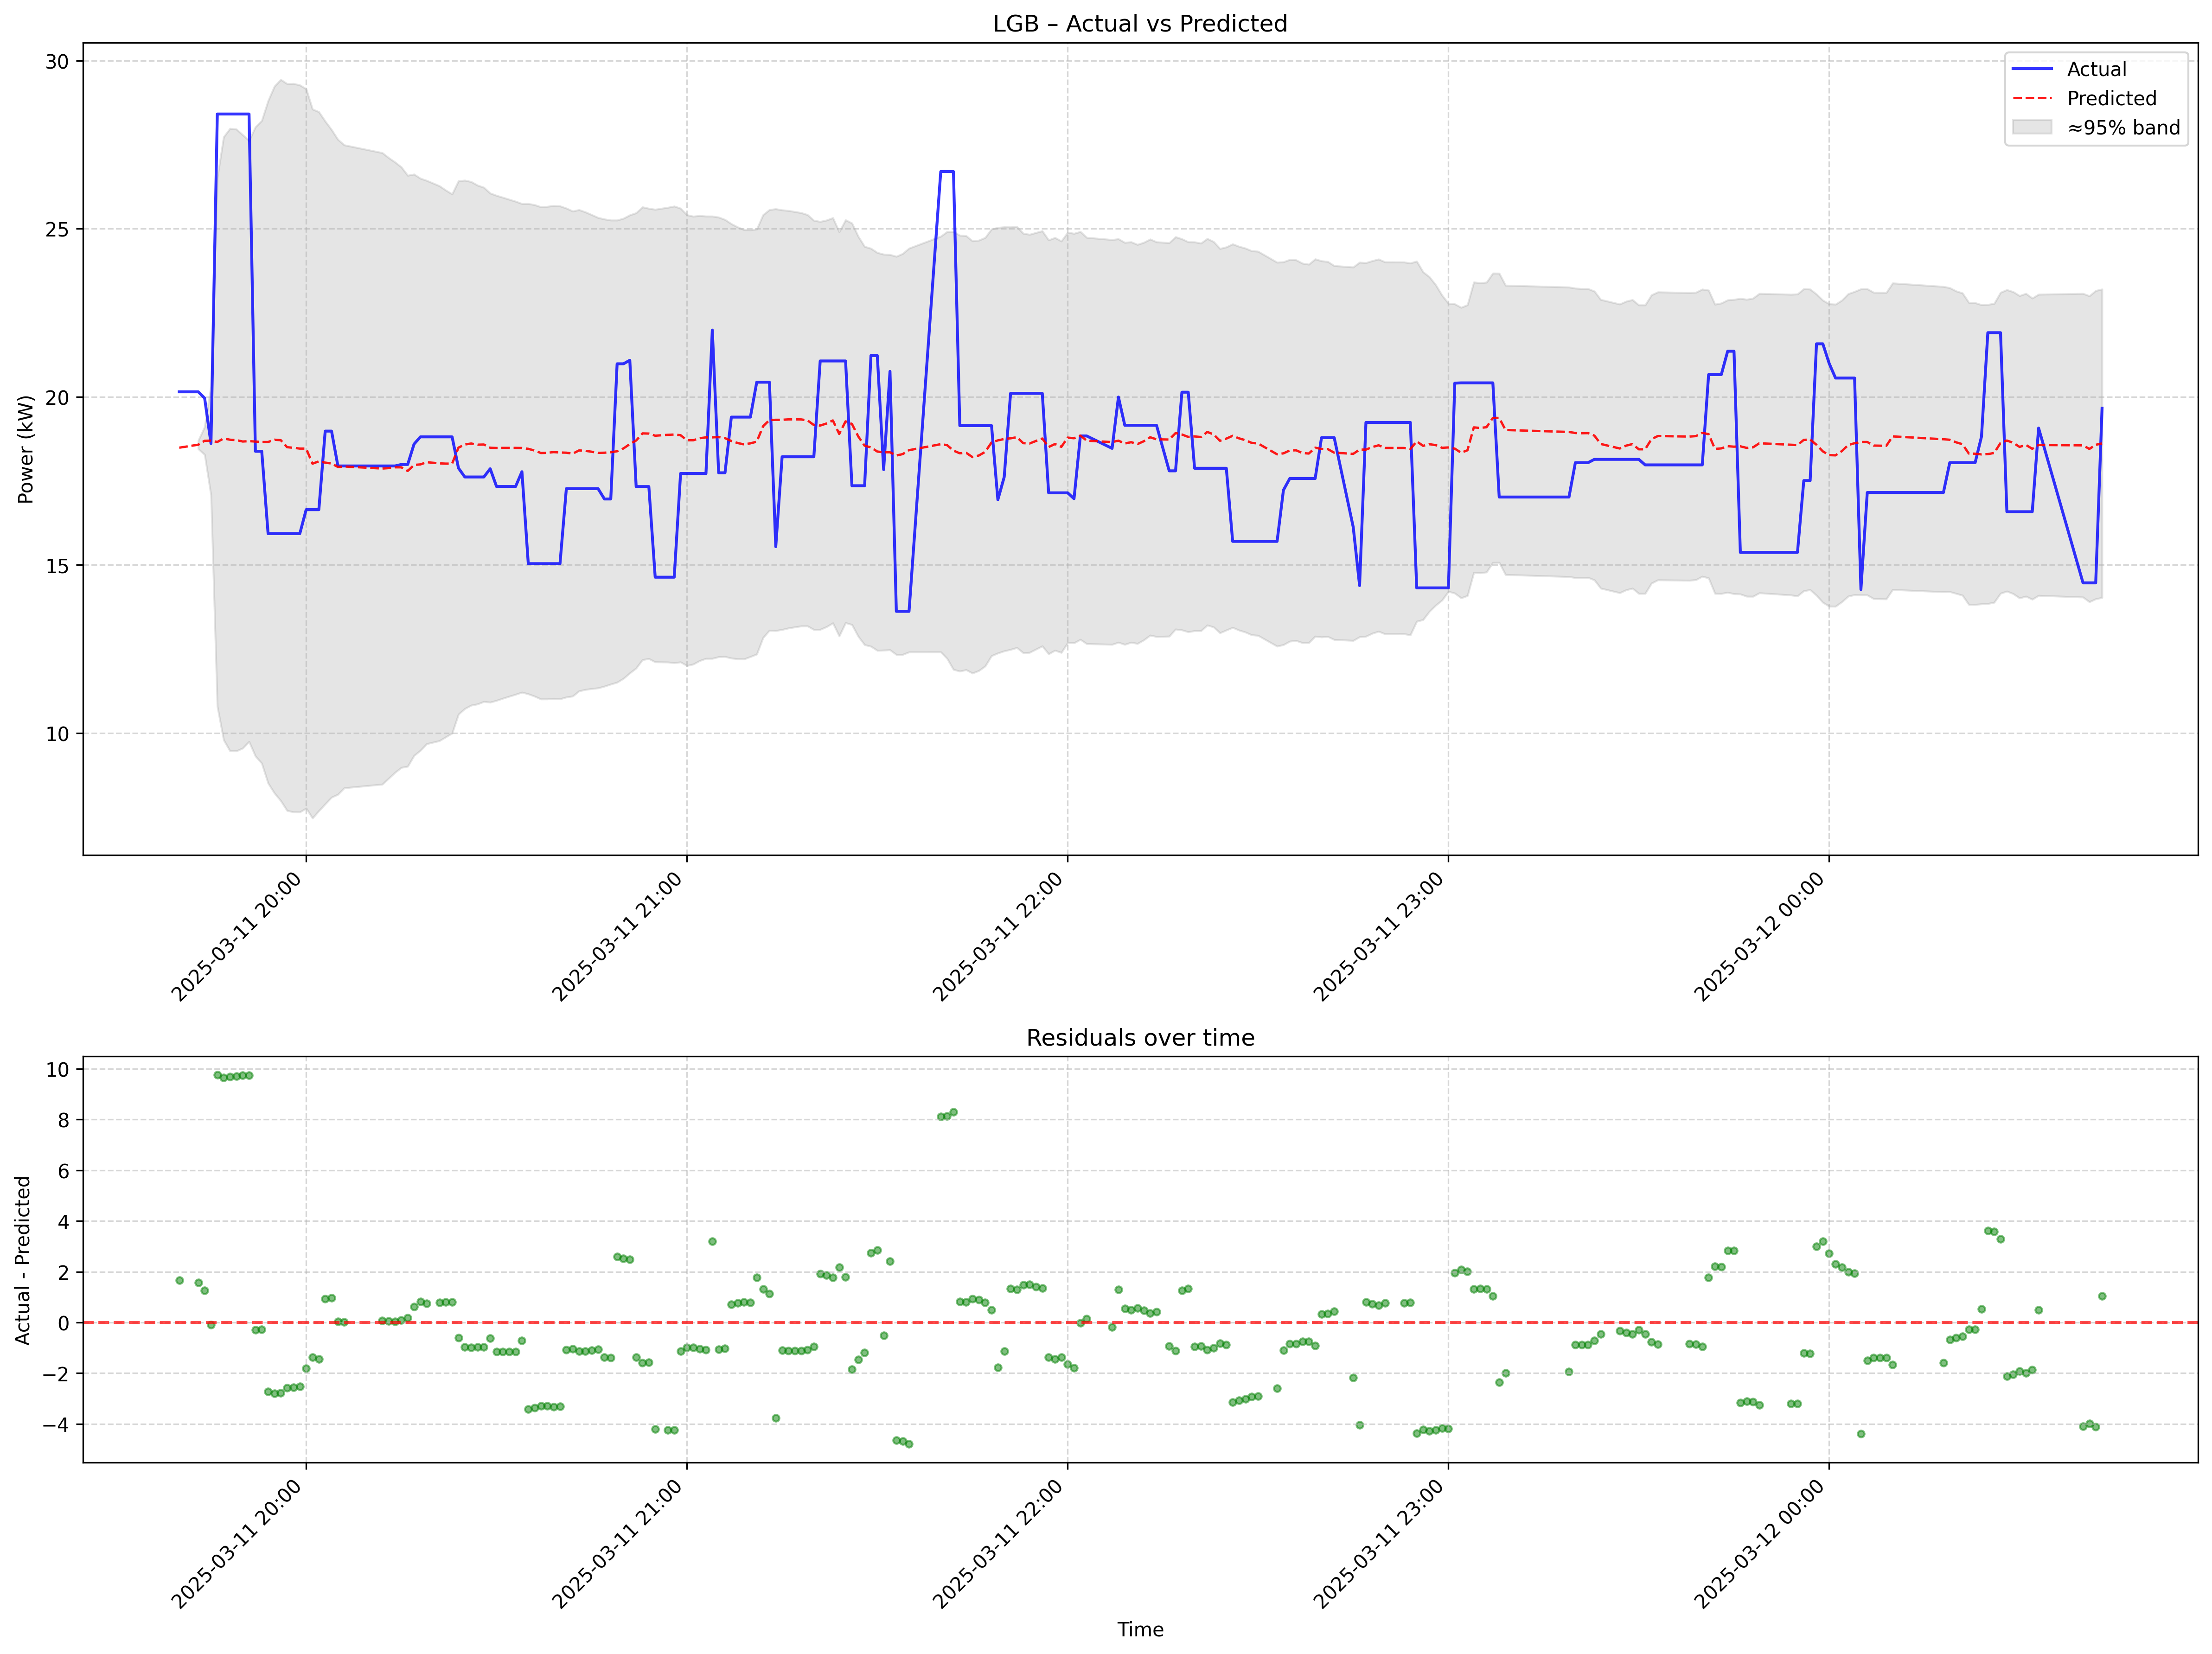 LGB – Actual vs Predicted
Actual
Predicted
≈95% band
Power (kW)
30
25
20
15
10
2025-03-11 20:00
2025-03-11 21:00
2025-03-11 22:00
2025-03-11 23:00
2025-03-12 00:00
Residuals over time
Actual - Predicted
10
8
6
4
2
0
−2
−4
2025-03-11 20:00
2025-03-11 21:00
2025-03-11 22:00
2025-03-11 23:00
2025-03-12 00:00
Time